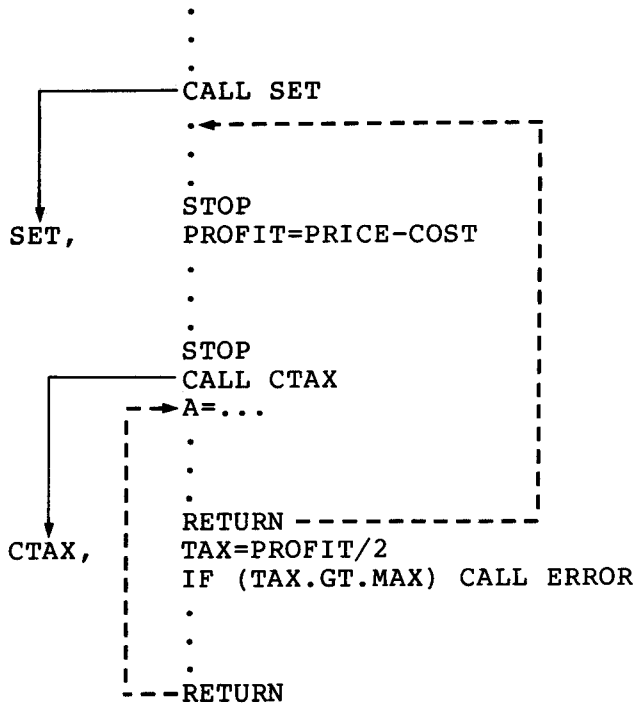 .
.
.
CALL SET
.
.
.
STOP
SET, PROFIT=PRICE-COST
.
.
.
STOP
CALL CTAX
A=...
.
.
.
RETURN
CTAX, TAX=PROFIT/2
IF (TAX.GT.MAX) CALL ERROR
.
.
.
RETURN